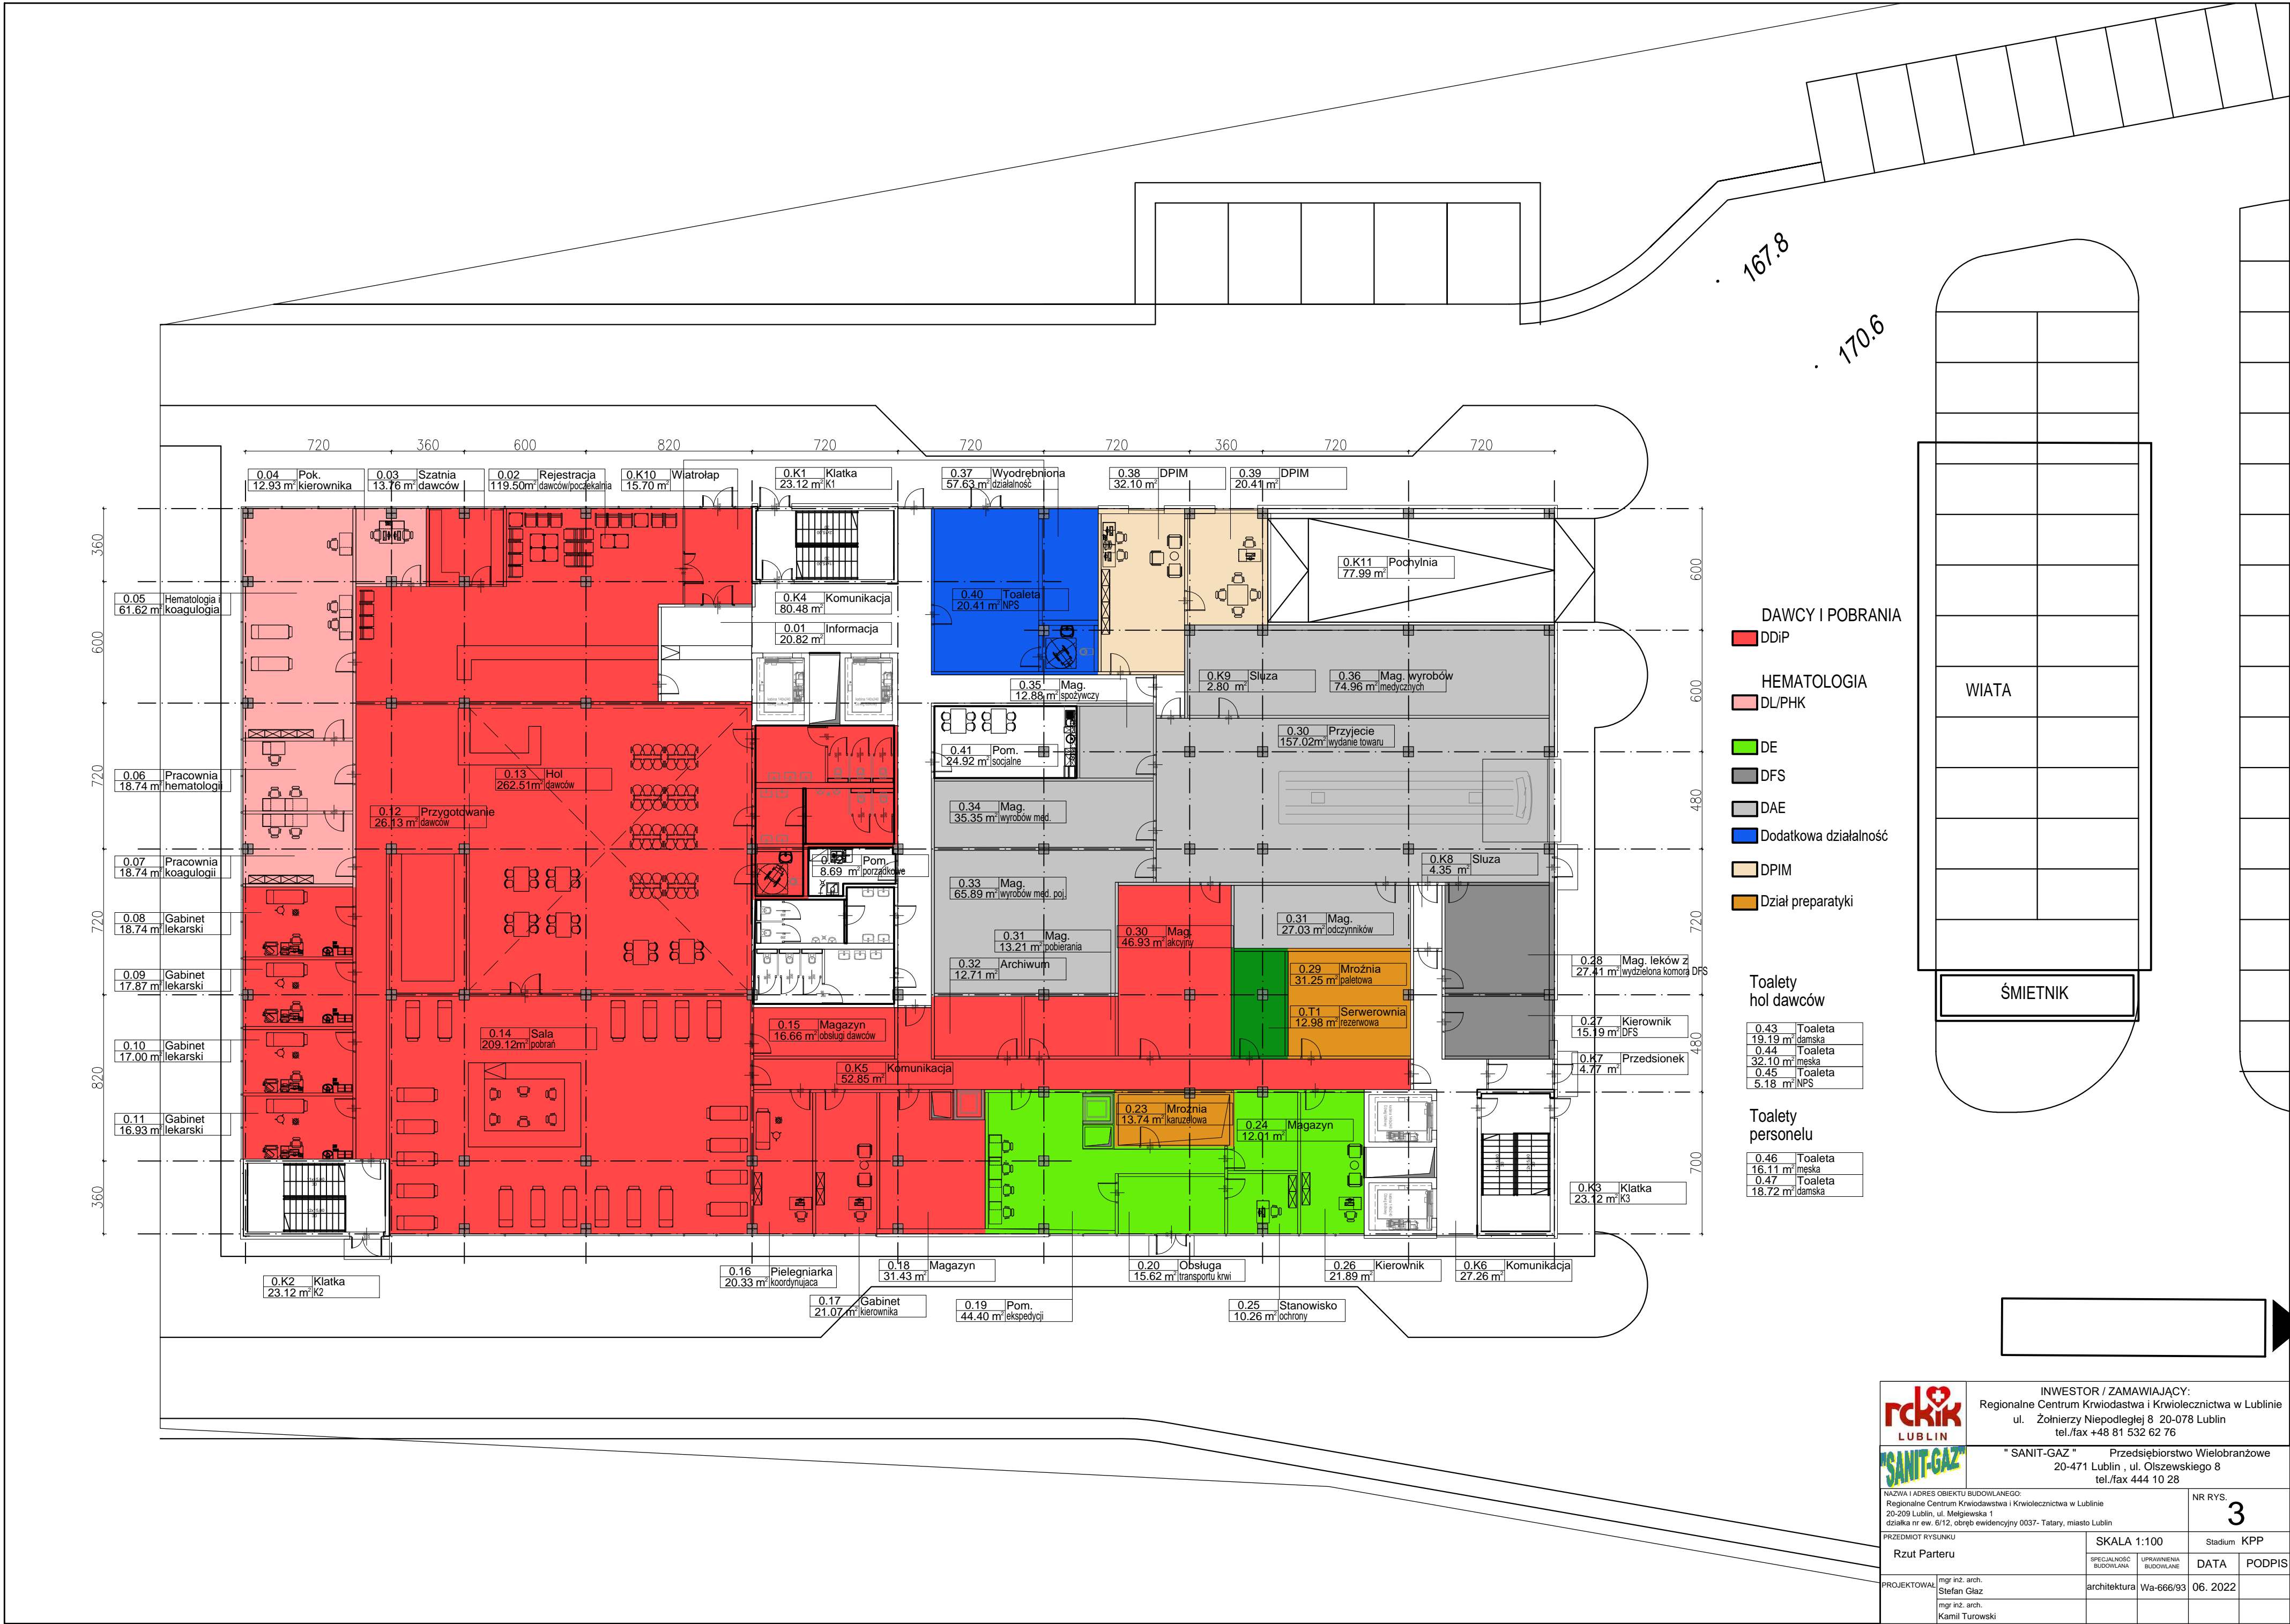 167.8
170.6
720 360 600 820 720 720 720 360 720 720
0.04 Pok.
12.93 m² kierownika
0.03 Szatnia
13.76 m² dawców
0.02 Rejestracja
119.50m² dawców/poczekalnia
0.K10 Wiatrołap
15.70 m²
0.K1 Klatka
23.12 m² K1
0.37 Wyodrębniona
57.63 m² działalność
0.38 DPIM
32.10 m²
0.39 DPIM
20.41 m²
360
600
720
720
820
360
600
600
480
720
480
700
0.K11 Pochylnia
77.99 m²
0.05 Hematologia i
61.62 m² koagulogia
0.K4 Komunikacja
80.48 m²
0.40 Toaleta
20.41 m² NPS
0.01 Informacja
20.82 m²
0.35 Mag.
12.88 m² spożywczy
0.K9 Sluza
2.80 m²
0.36 Mag. wyrobów
74.96 m² medycznych
0.30 Przyjecie
157.02m² wydanie towaru
0.41 Pom.
24.92 m² socjalne
0.06 Pracownia
18.74 m² hematologii
0.13 Hol
262.51m² dawców
0.12 Przygotowanie
26.13 m² dawców
0.34 Mag.
35.35 m² wyrobów med.
0.07 Pracownia
18.74 m² koagulogii
Pom.
8.69 m² porządkowe
0.K8 Sluza
4.35 m²
0.33 Mag.
65.89 m² wyrobów med. poj.
0.08 Gabinet
18.74 m² lekarski
0.31 Mag.
13.21 m² pobierania
0.30 Mag.
46.93 m² akcyjny
0.31 Mag.
27.03 m² odczynników
0.32 Archiwum
12.71 m²
0.09 Gabinet
17.87 m² lekarski
0.29 Mroźnia
31.25 m² paletowa
0.28 Mag. leków z
27.41 m² wydzielona komora DFS
0.T1 Serwerownia
12.98 m² rezerwowa
0.27 Kierownik
15.19 m² DFS
0.10 Gabinet
17.00 m² lekarski
0.14 Sala
209.12m² pobrań
0.15 Magazyn
16.66 m² obsługi dawców
0.K5 Komunikacja
52.85 m²
0.K7 Przedsionek
4.77 m²
0.11 Gabinet
16.93 m² lekarski
0.23 Mroznia
13.74 m² karuzelowa
0.24 Magazyn
12.01 m²
0.K3 Klatka
23.12 m² K3
0.K2 Klatka
23.12 m² K2
0.16 Pielegniarka
20.33 m² koordynujaca
0.18 Magazyn
31.43 m²
0.20 Obsługa
15.62 m² transportu krwi
0.26 Kierownik
21.89 m²
0.K6 Komunikacja
27.26 m²
0.17 Gabinet
21.07 m² kierownika
0.19 Pom.
44.40 m² ekspedycji
0.25 Stanowisko
10.26 m² ochrony
DAWCY I POBRANIA
DDiP
HEMATOLOGIA
DL/PHK
DE
DFS
DAE
Dodatkowa działalność
DPIM
Dział preparatyki
Toalety
hol dawców
0.43 Toaleta
19.19 m² damska
0.44 Toaleta
32.10 m² męska
0.45 Toaleta
5.18 m² NPS
Toalety
personelu
0.46 Toaleta
16.11 m² męska
0.47 Toaleta
18.72 m² damska
WIATA
ŚMIETNIK
rckik
LUBLIN
INWESTOR / ZAMAWIAJĄCY:
Regionalne Centrum Krwiodastwa i Krwiolecznictwa w Lublinie
ul. Żołnierzy Niepodległej 8 20-078 Lublin
tel./fax +48 81 532 62 76
"SANIT-GAZ"
" SANIT-GAZ " Przedsiębiorstwo Wielobranżowe
20-471 Lublin , ul. Olszewskiego 8
tel./fax 444 10 28
NAZWA I ADRES OBIEKTU BUDOWLANEGO:
Regionalne Centrum Krwiodawstwa i Krwiolecznictwa w Lublinie
20-209 Lublin, ul. Mełgiewska 1
działka nr ew. 6/12, obręb ewidencyjny 0037- Tatary, miasto Lublin
NR RYS.
3
PRZEDMIOT RYSUNKU
Rzut Parteru
SKALA 1:100
Stadium KPP
SPECJALNOŚĆ BUDOWLANA
UPRAWNIENIA BUDOWLANE
DATA
PODPIS
PROJEKTOWAŁ
mgr inż. arch.
Stefan Głaz
architektura
Wa-666/93
06. 2022
mgr inż. arch.
Kamil Turowski